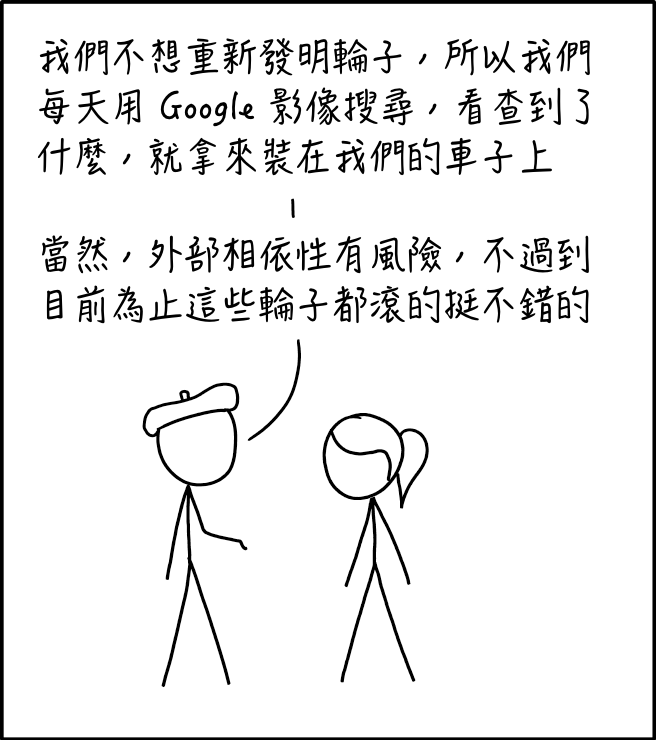 我們不想重新發明輪子，所以我們
每天用 Google 影像搜尋，看查到了
什麼，就拿來裝在我們的車子上
當然，外部相依性有風險，不過到
目前為止這些輪子都滾的挺不錯的